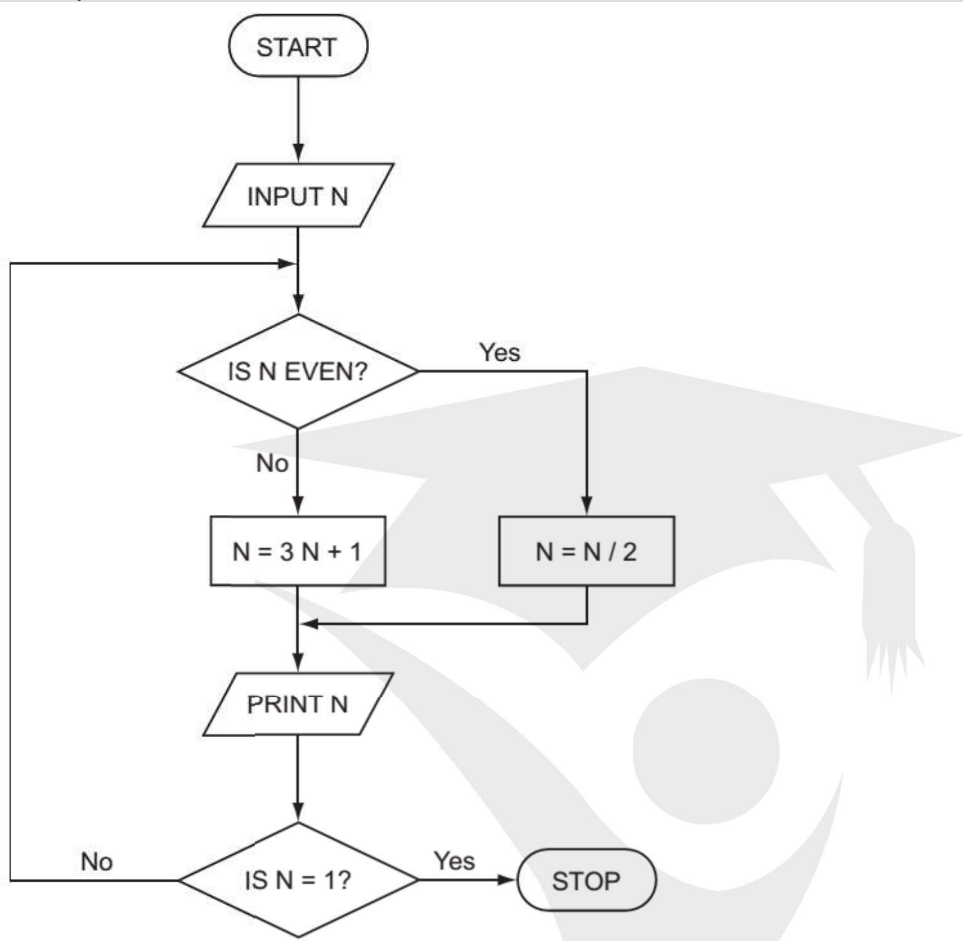 START
INPUT N
IS N EVEN?
Yes
No
N = 3 N + 1
N = N / 2
PRINT N
No
IS N = 1?
Yes
STOP